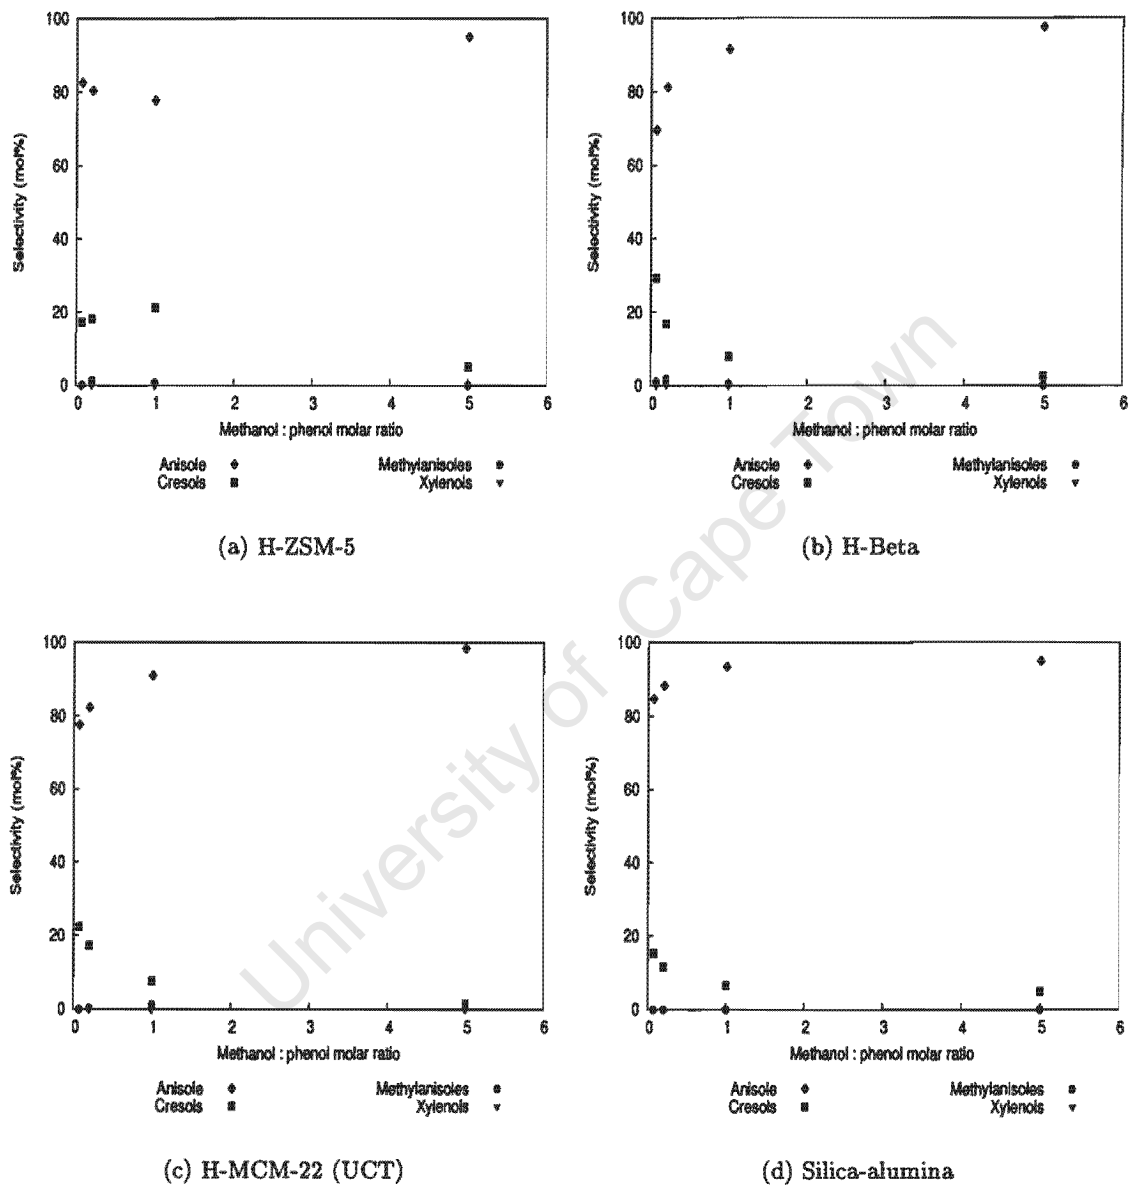 100
80
60
40
20
0
Selectivity (mol%)
0 1 2 3 4 5 6
Methanol : phenol molar ratio
Anisole Methylanisoles
Cresols Xylenols
(a) H-ZSM-5
100
80
60
40
20
0
Selectivity (mol%)
0 1 2 3 4 5 6
Methanol : phenol molar ratio
Anisole Methylanisoles
Cresols Xylenols
(b) H-Beta
100
80
60
40
20
0
Selectivity (mol%)
0 1 2 3 4 5 6
Methanol : phenol molar ratio
Anisole Methylanisoles
Cresols Xylenols
(c) H-MCM-22 (UCT)
100
80
60
40
20
0
Selectivity (mol%)
0 1 2 3 4 5 6
Methanol : phenol molar ratio
Anisole Methylanisoles
Cresols Xylenols
(d) Silica-alumina
University of Cape Town